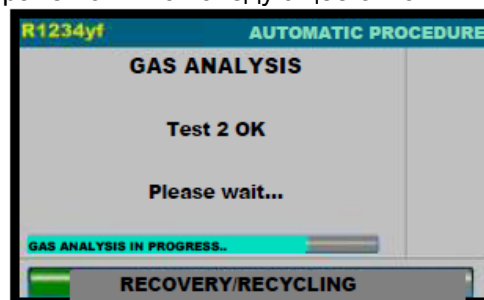 R1234yf AUTOMATIC PROCEDURE
GAS ANALYSIS
Test 2 OK
Please wait...
GAS ANALYSIS IN PROGRESS..
RECOVERY/RECYCLING